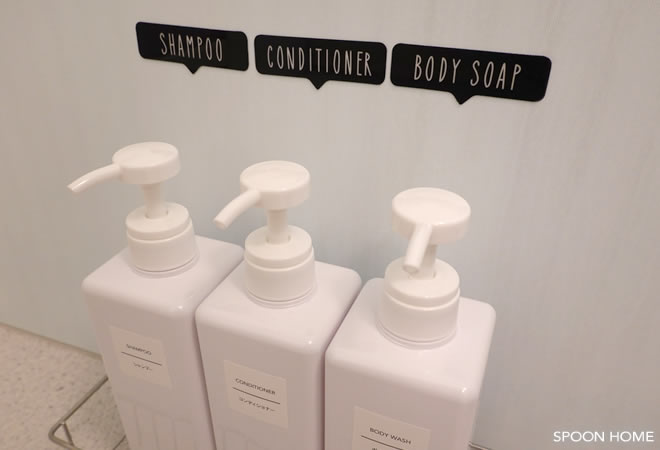 SHAMPOO
CONDITIONER
BODY SOAP
SHAMPOO
シャンプー
CONDITIONER
コンディショナー
BODY WASH
SPOON HOME